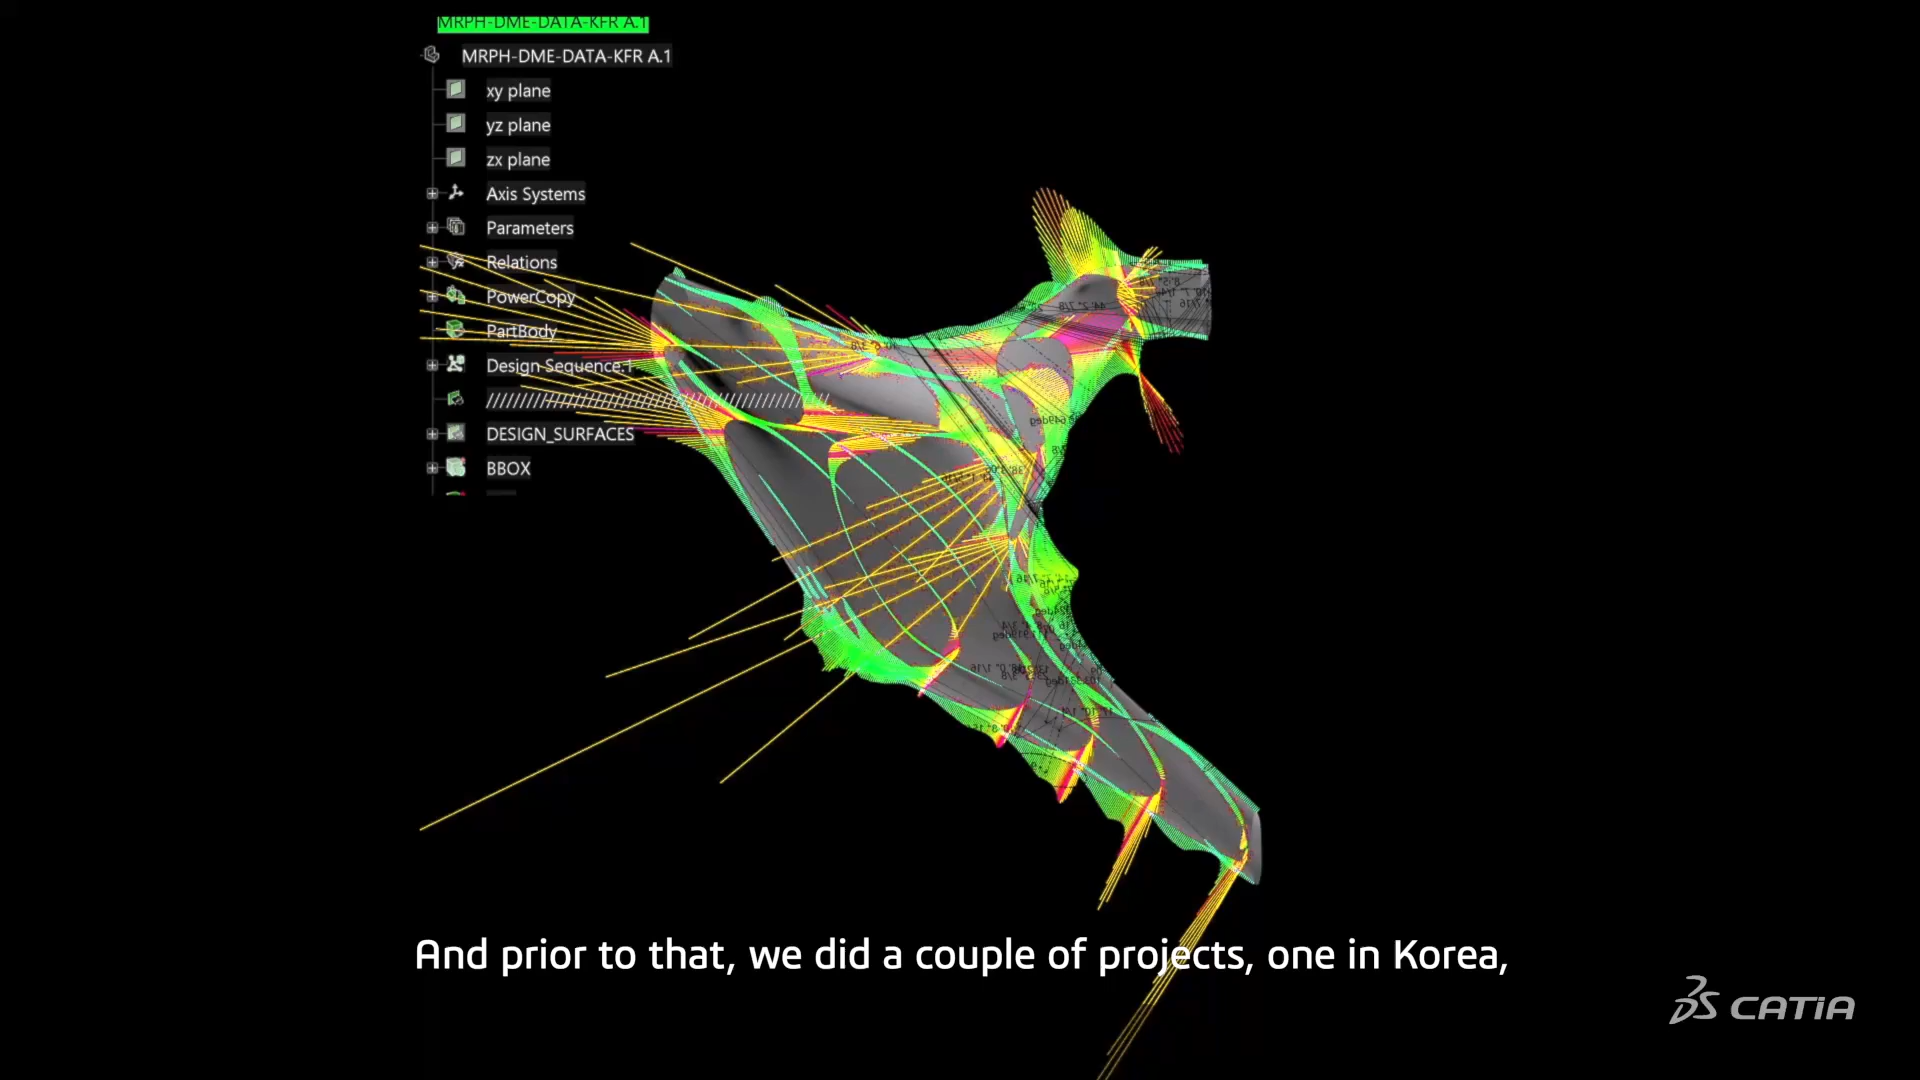 MRPH-DME-DATA-KFR A.1
MRPH-DME-DATA-KFR A.1
xy plane
yz plane
zx plane
Axis Systems
Parameters
Relations
PowerCopy
PartBody
Design Sequence.1
DESIGN_SURFACES
BBOX
And prior to that, we did a couple of projects, one in Korea,
CATIA